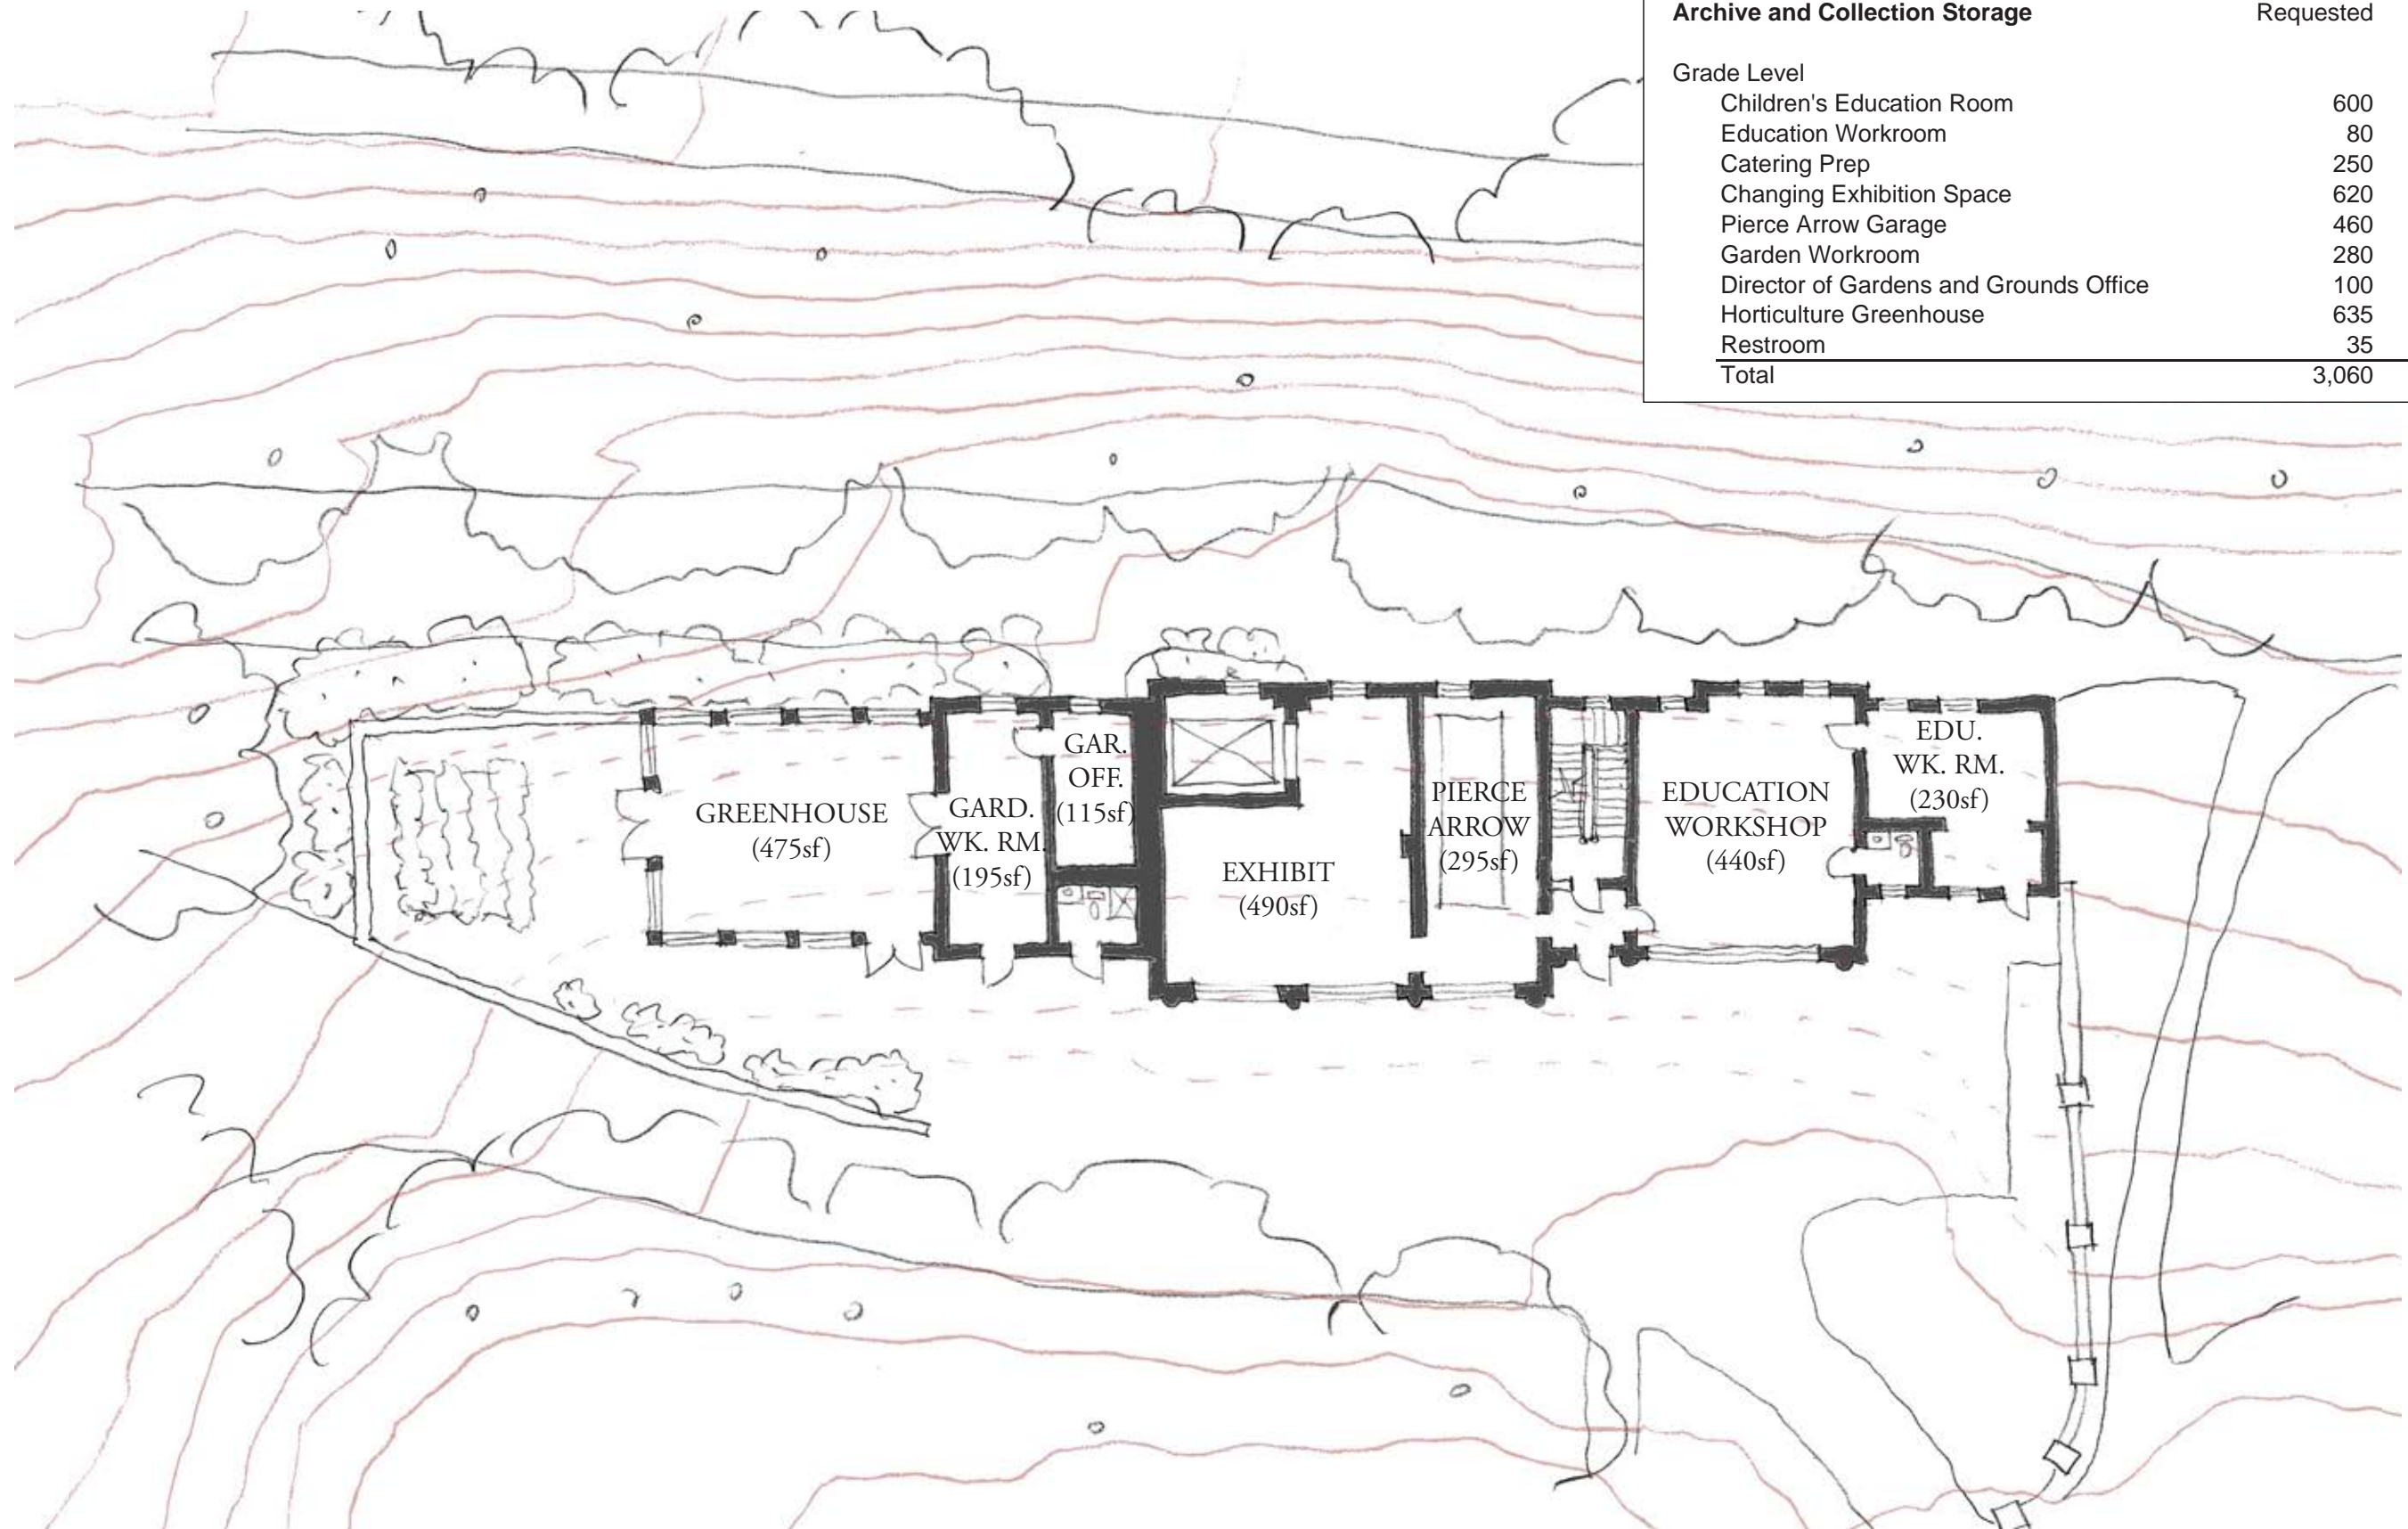 Archive and Collection Storage Requested
Grade Level
Children's Education Room 600
Education Workroom 80
Catering Prep 250
Changing Exhibition Space 620
Pierce Arrow Garage 460
Garden Workroom 280
Director of Gardens and Grounds Office 100
Horticulture Greenhouse 635
Restroom 35
Total 3,060
GREENHOUSE
(475sf)
GARD.
WK. RM.
(195sf)
GAR.
OFF.
(115sf)
EXHIBIT
(490sf)
PIERCE
ARROW
(295sf)
EDUCATION
WORKSHOP
(440sf)
EDU.
WK. RM.
(230sf)